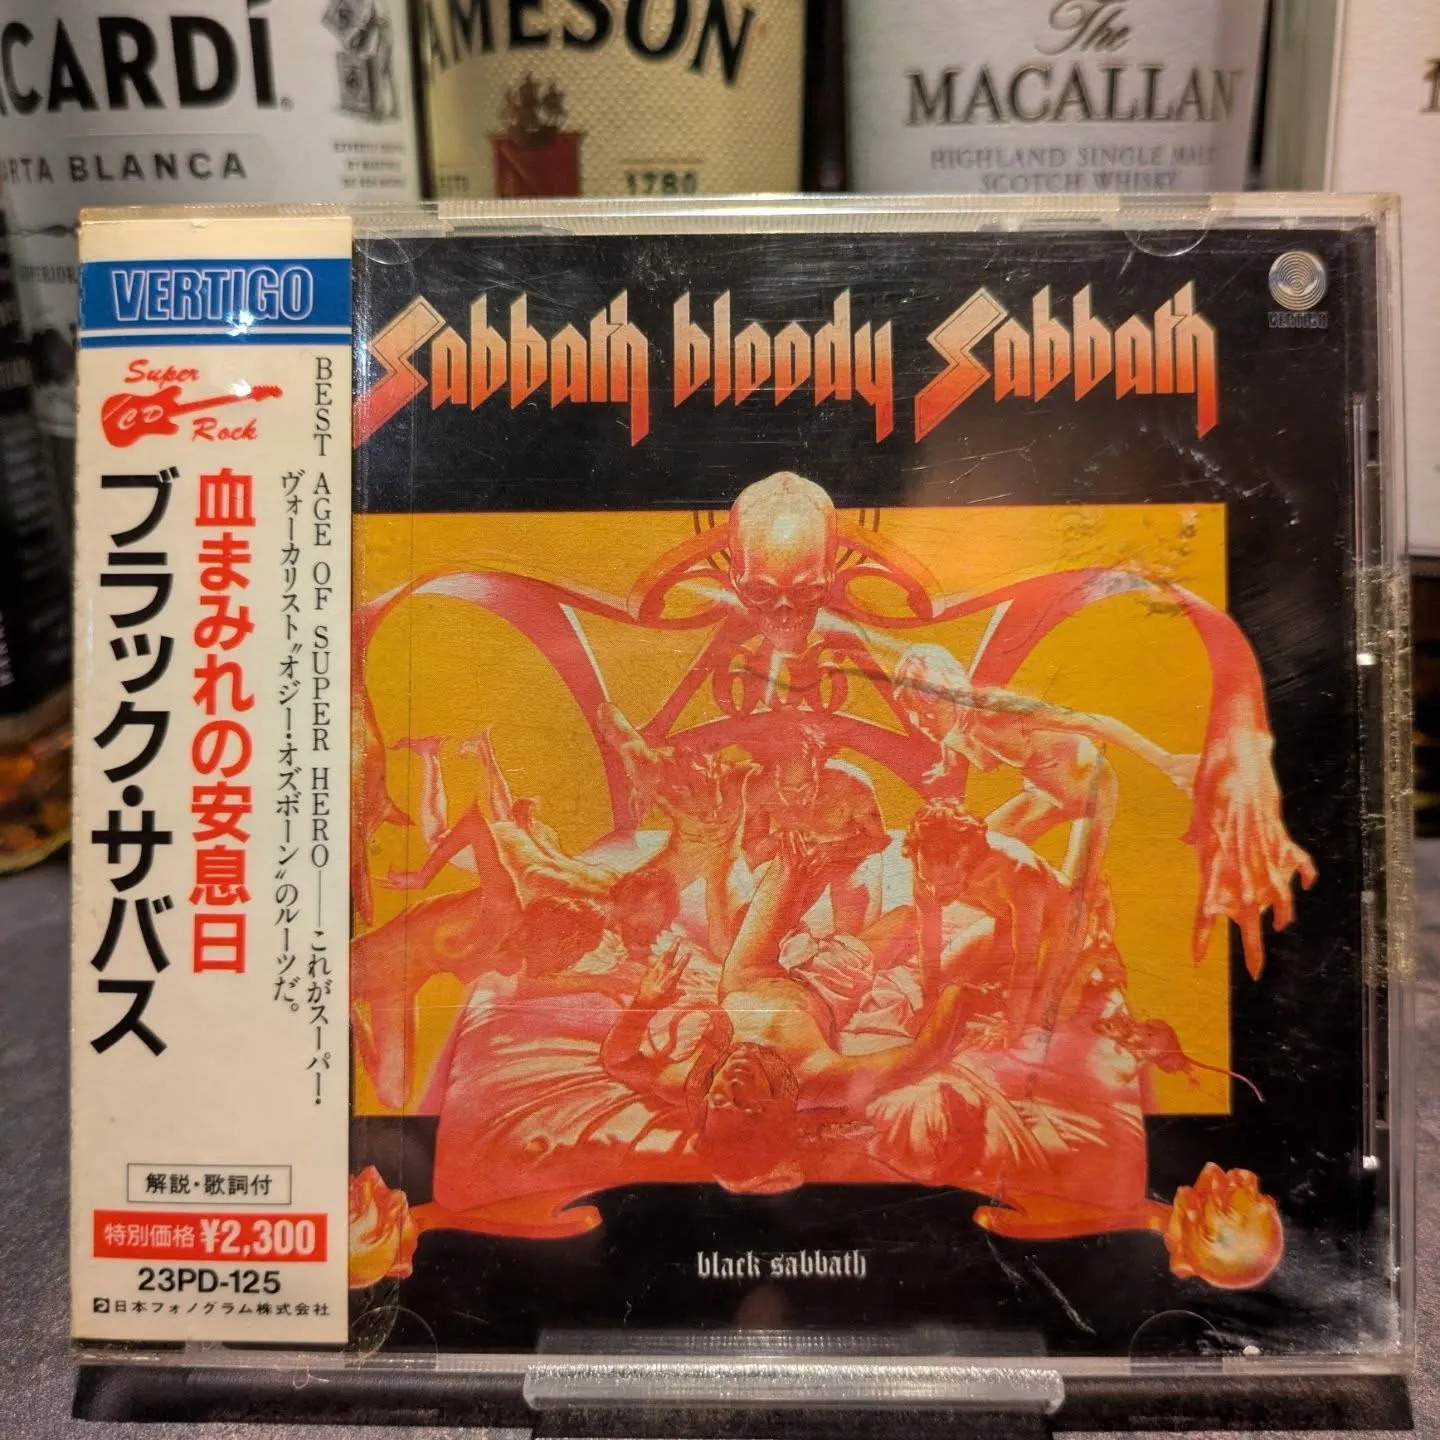 CARDÍ
RTA BLANCA
AMESON
1780
The
MACALLAN
HIGHLAND SINGLE MALT
SCOTCH WHISKY
VERTIGO
Super
CD
Rock
BEST AGE OF SUPER HERO——これがスーパー!
ヴォーカリスト〝オジー・オズボーン〟のルーツだ。
血まみれの安息日
ブラック・サバス
解説・歌詞付
特別価格 ¥2,300
23PD-125
日本フォノグラム株式会社
Sabbath bloody Sabbath
VERTIGO
666
black sabbath